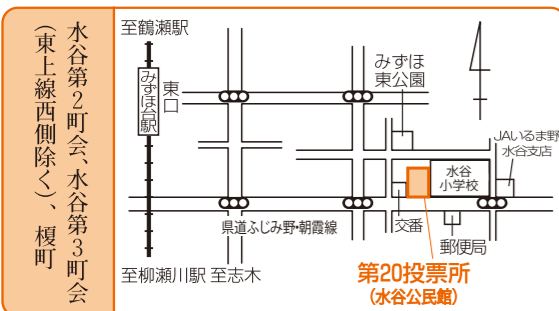 水谷第2町会、水谷第3町会
（東上線西側除く）、榎町
至鶴瀬駅
みずほ台駅
東口
みずほ
東公園
JAいるま野
水谷支店
水谷
小学校
県道ふじみ野・朝霞線
交番
郵便局
至柳瀬川駅
至志木
第20投票所
（水谷公民館）